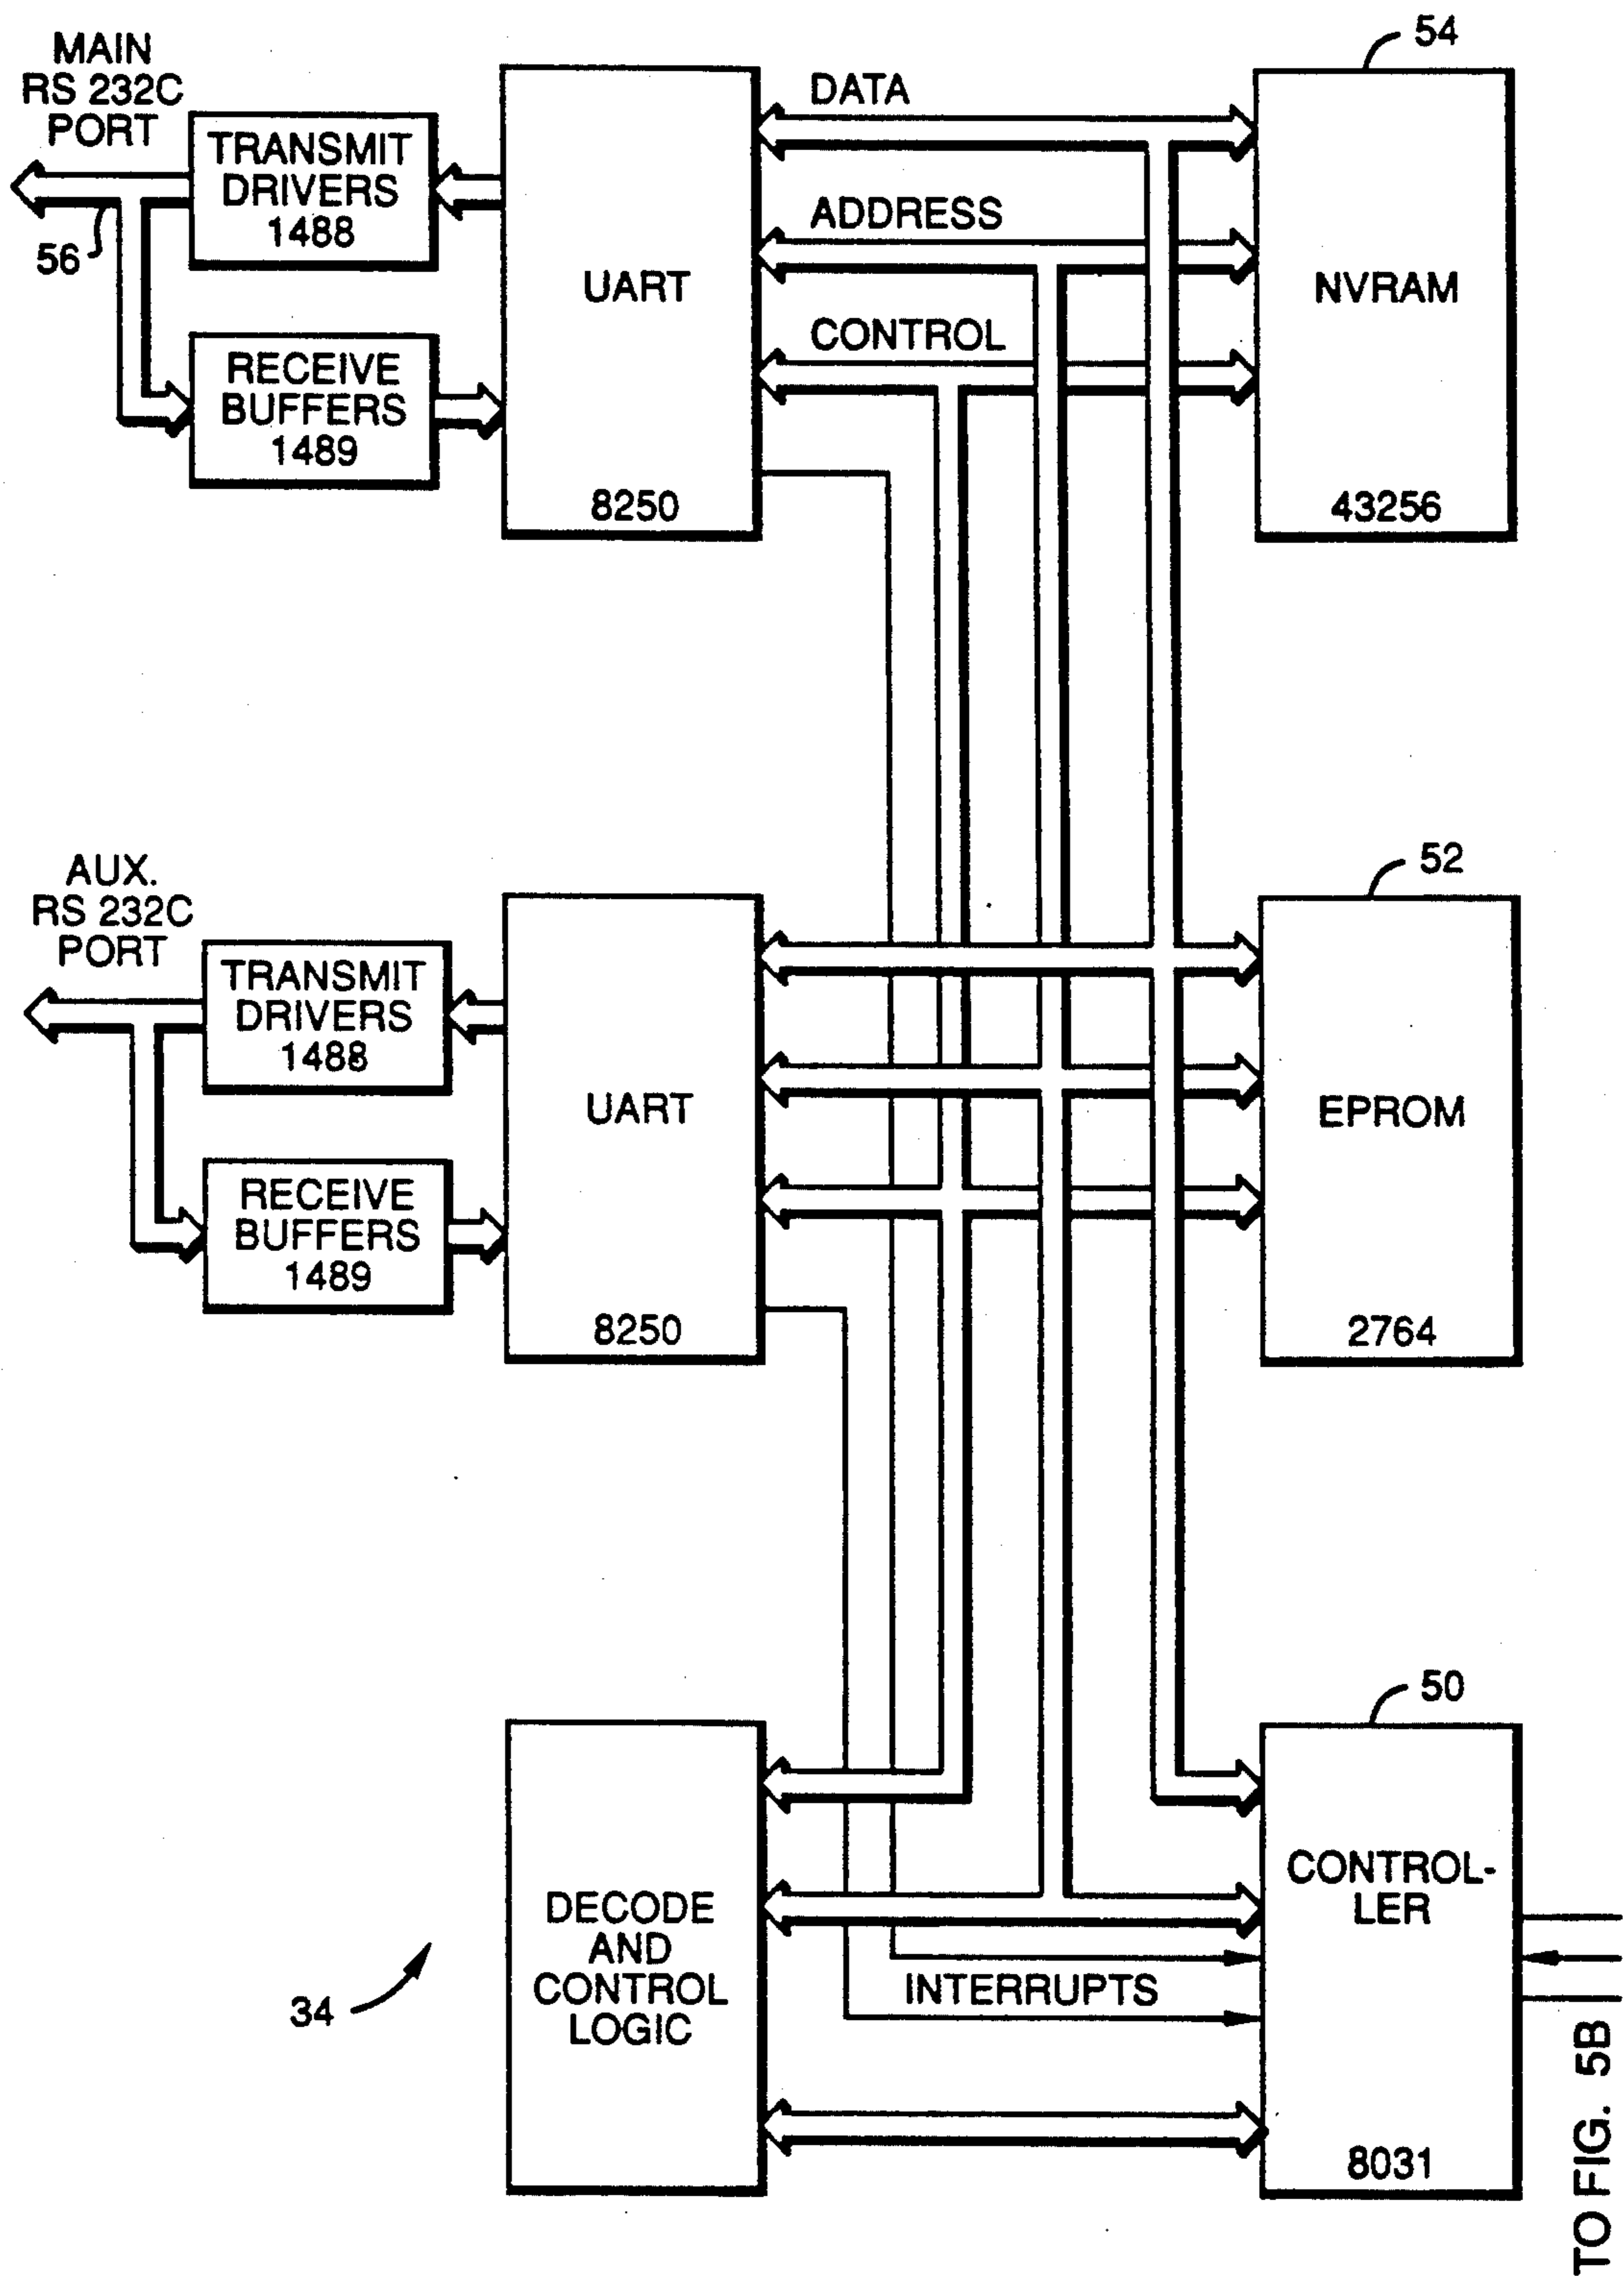 MAIN
RS 232C
PORT
56
TRANSMIT
DRIVERS
1488
RECEIVE
BUFFERS
1489
UART
8250
DATA
ADDRESS
CONTROL
54
NVRAM
43256
AUX.
RS 232C
PORT
TRANSMIT
DRIVERS
1488
RECEIVE
BUFFERS
1489
UART
8250
52
EPROM
2764
34
DECODE
AND
CONTROL
LOGIC
INTERRUPTS
50
CONTROL-
LER
8031
TO FIG. 5B